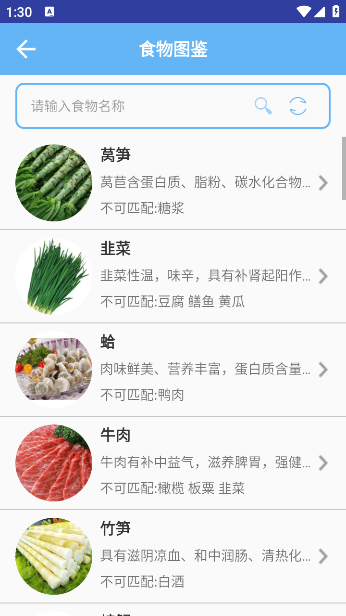 1:30
食物图鉴
请输入食物名称
莴笋
莴苣含蛋白质、脂肪、碳水化合物...
不可匹配:糖浆
韭菜
韭菜性温，味辛，具有补肾起阳作...
不可匹配:豆腐 鳝鱼 黄瓜
蛤
肉味鲜美、营养丰富，蛋白质含量...
不可匹配:鸭肉
牛肉
牛肉有补中益气，滋养脾胃，强健...
不可匹配:橄榄 板粟 韭菜
竹笋
具有滋阴凉血、和中润肠、清热化...
不可匹配:白酒